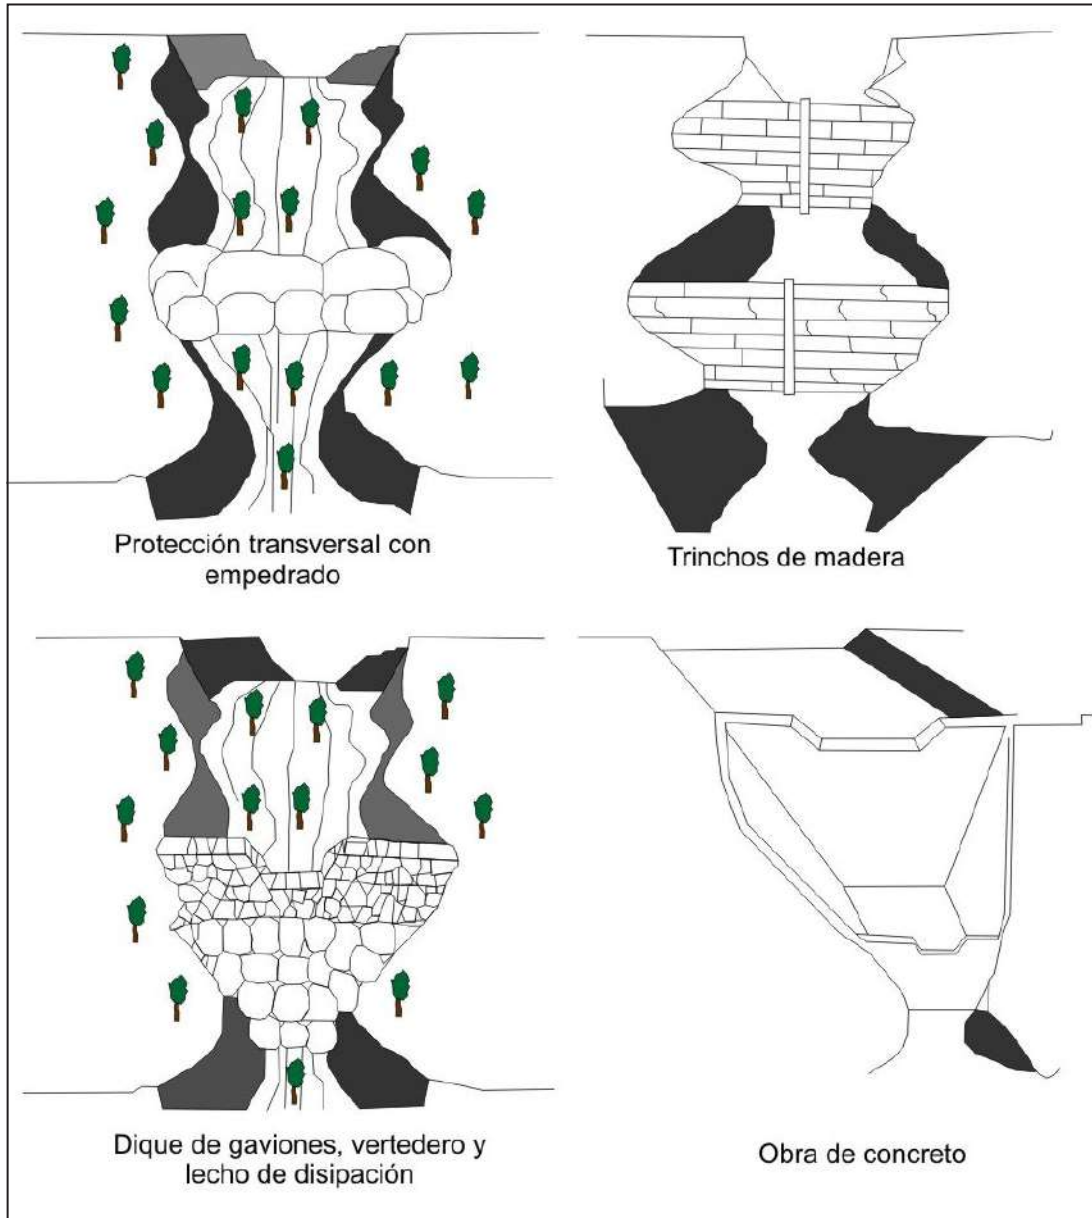 Protección transversal con
empedrado
Trinchos de madera
Dique de gaviones, vertedero y
lecho de disipación
Obra de concreto